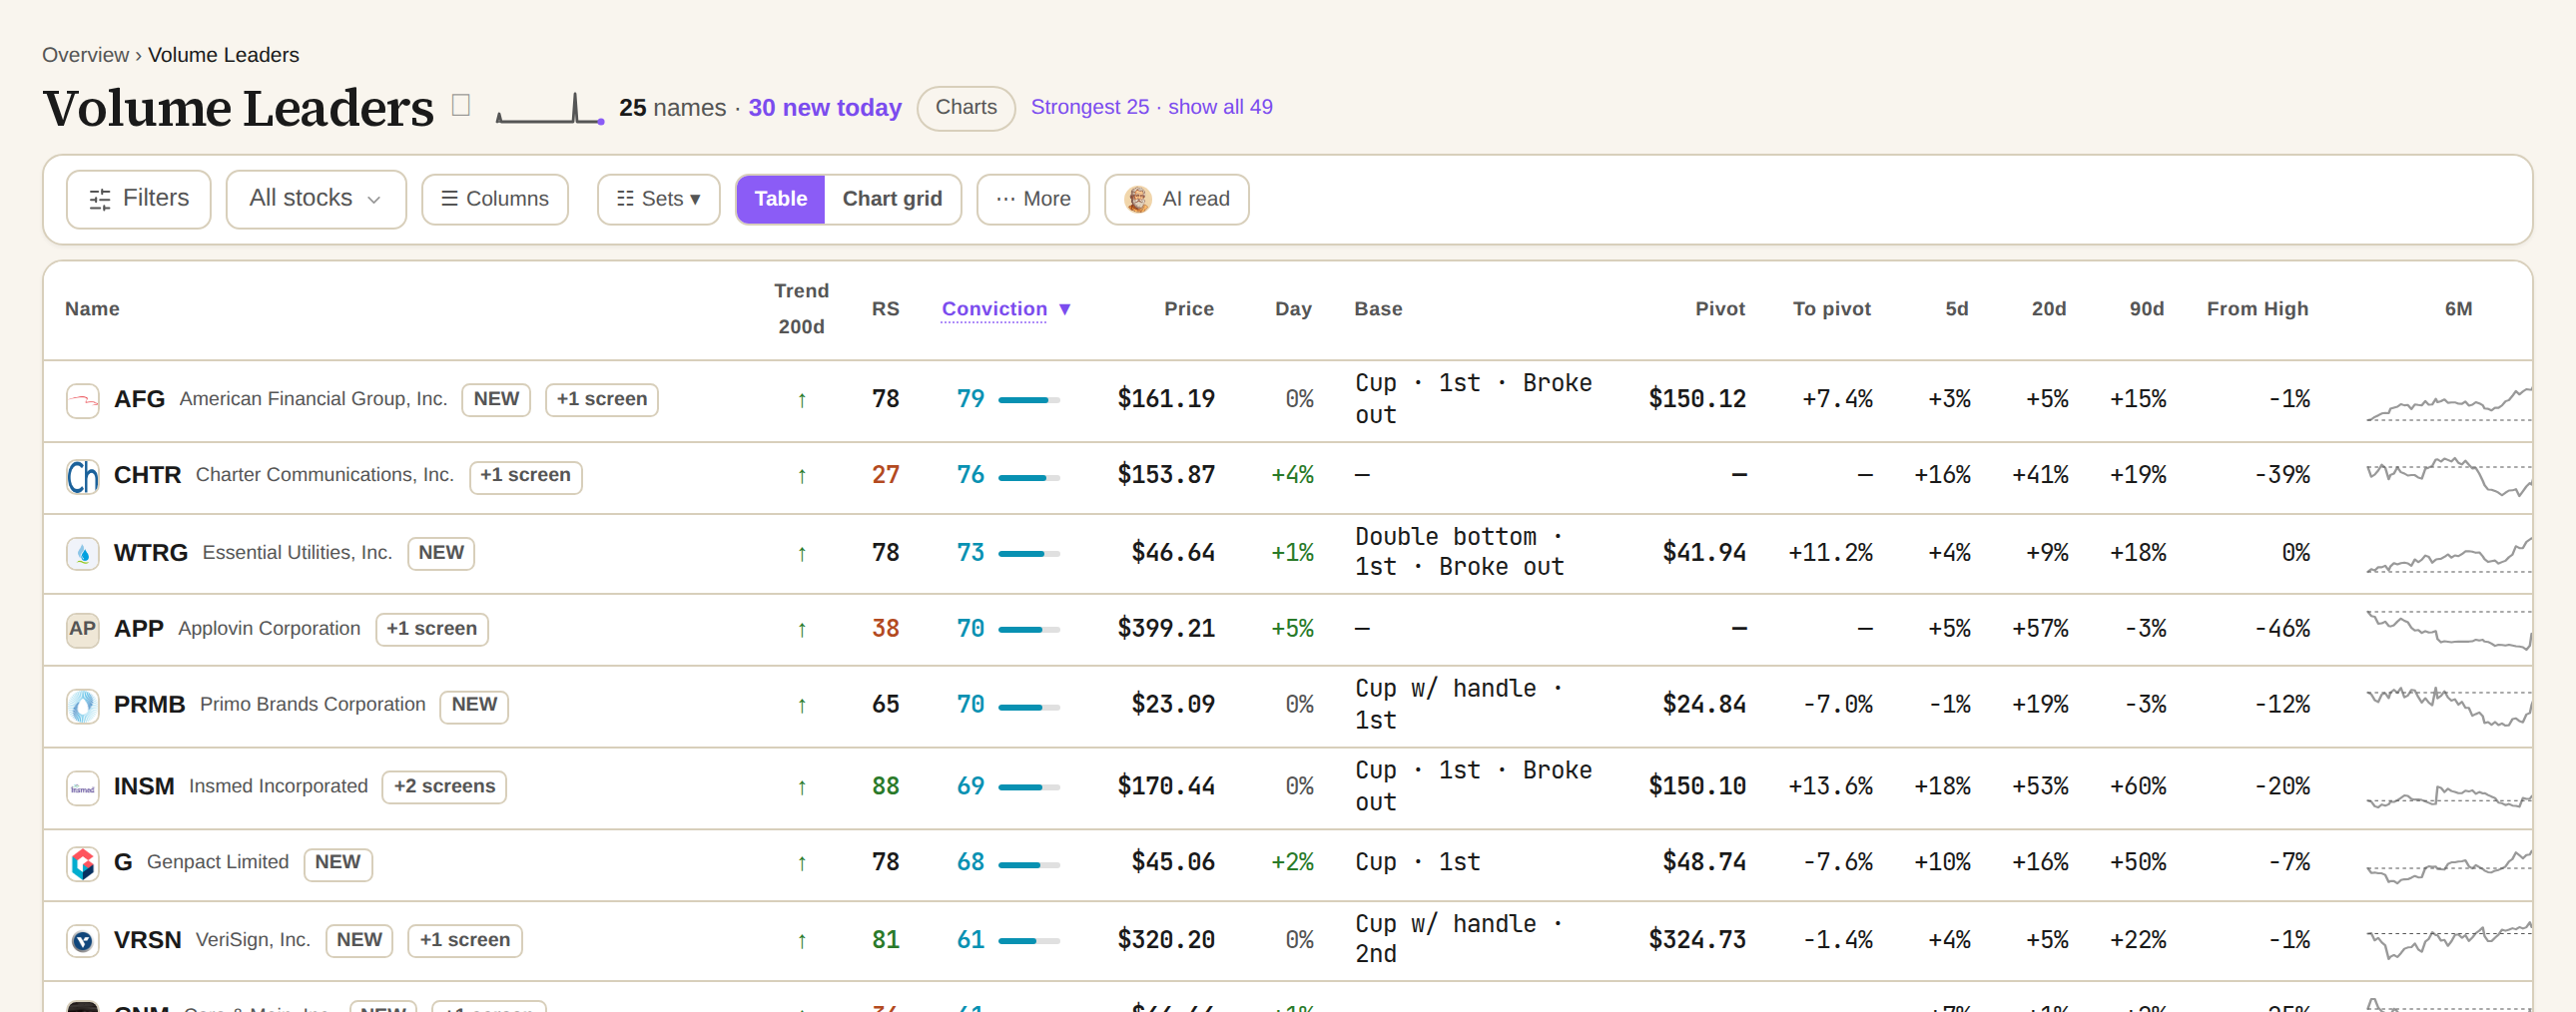 Overview › Volume Leaders
Volume Leaders 25 names · 30 new today Charts Strongest 25 · show all 49
Filters All stocks Columns Sets ▾ Table Chart grid ⋯ More AI read
Name Trend 200d RS Conviction ▼ Price Day Base Pivot To pivot 5d 20d 90d From High 6M
AFG American Financial Group, Inc. NEW +1 screen ↑ 78 79 $161.19 0% Cup · 1st · Broke out $150.12 +7.4% +3% +5% +15% -1%
Ch CHTR Charter Communications, Inc. +1 screen ↑ 27 76 $153.87 +4% — — — +16% +41% +19% -39%
WTRG Essential Utilities, Inc. NEW ↑ 78 73 $46.64 +1% Double bottom · 1st · Broke out $41.94 +11.2% +4% +9% +18% 0%
AP APP Applovin Corporation +1 screen ↑ 38 70 $399.21 +5% — — — +5% +57% -3% -46%
PRMB Primo Brands Corporation NEW ↑ 65 70 $23.09 0% Cup w/ handle · 1st $24.84 -7.0% -1% +19% -3% -12%
insmed INSM Insmed Incorporated +2 screens ↑ 88 69 $170.44 0% Cup · 1st · Broke out $150.10 +13.6% +18% +53% +60% -20%
G Genpact Limited NEW ↑ 78 68 $45.06 +2% Cup · 1st $48.74 -7.6% +10% +16% +50% -7%
VRSN VeriSign, Inc. NEW +1 screen ↑ 81 61 $320.20 0% Cup w/ handle · 2nd $324.73 -1.4% +4% +5% +22% -1%
NEW +1 screen